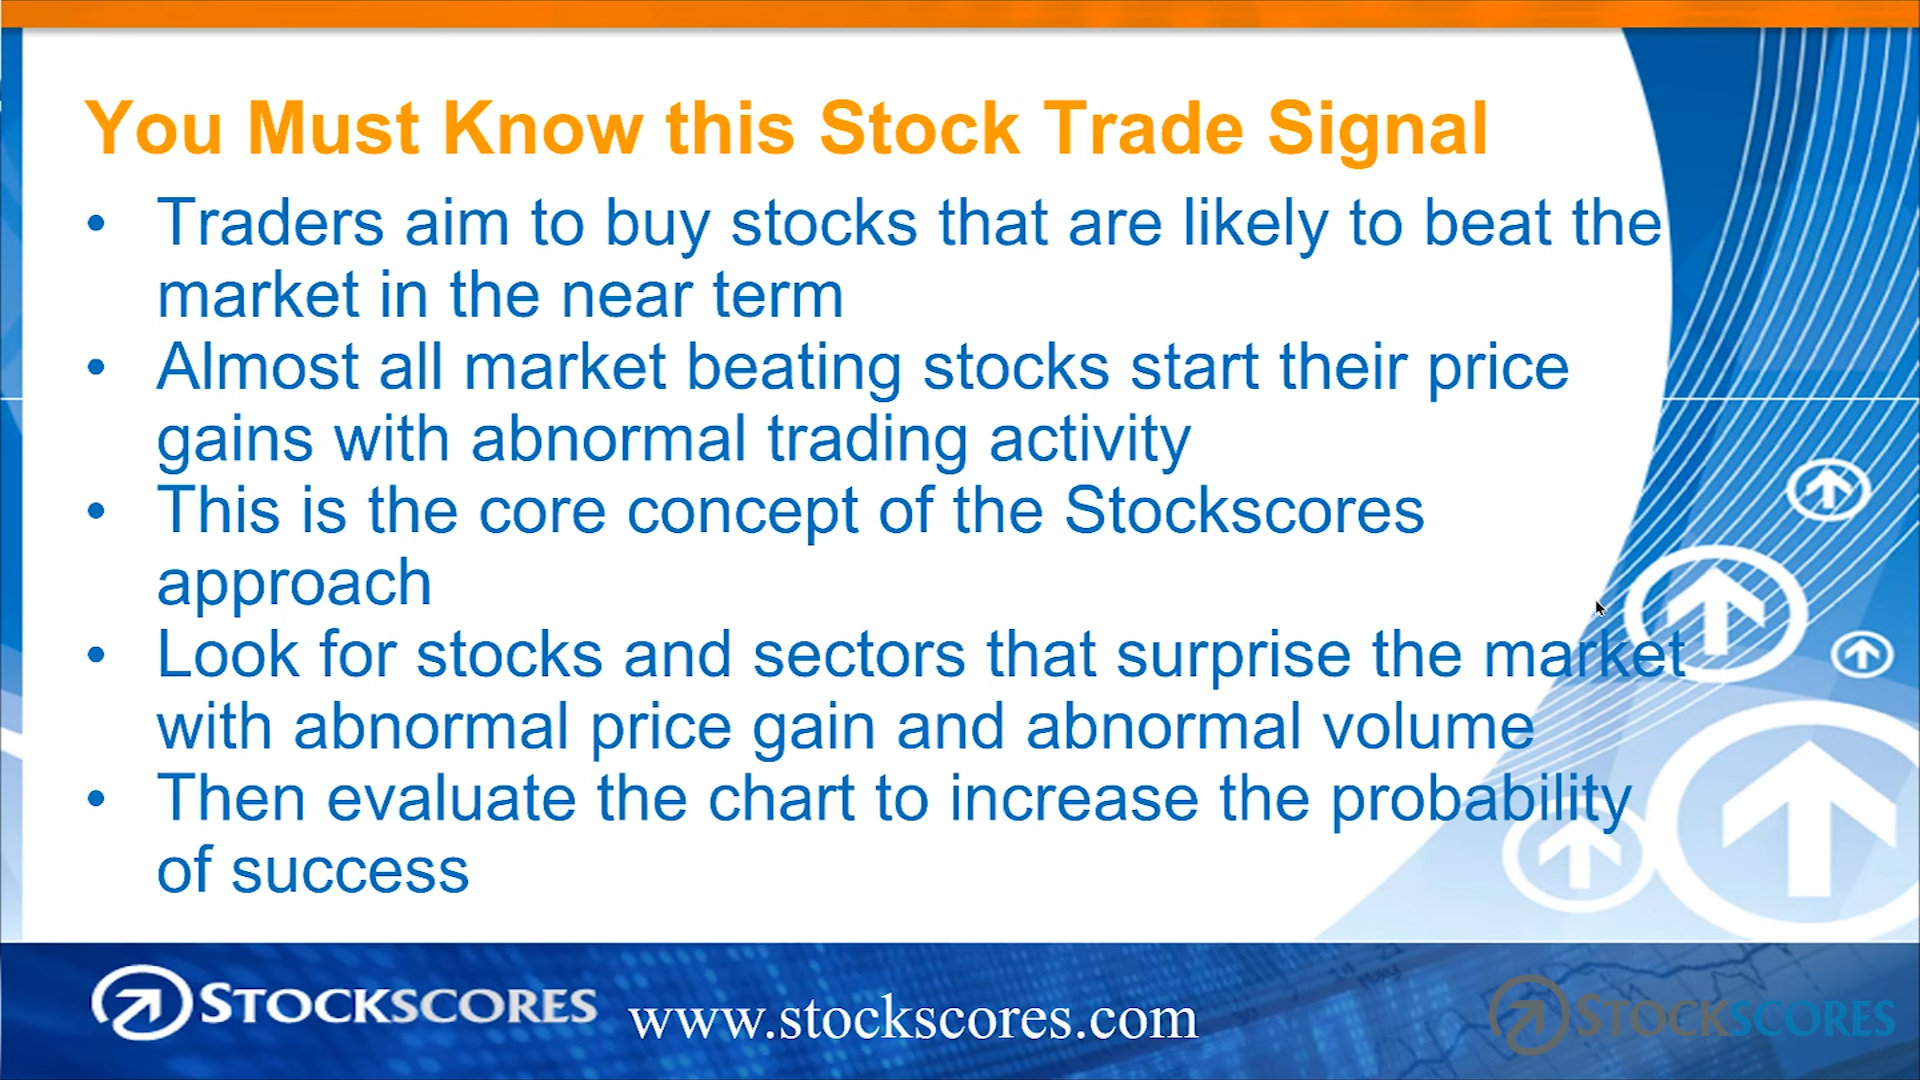 You Must Know this Stock Trade Signal
• Traders aim to buy stocks that are likely to beat the
market in the near term
• Almost all market beating stocks start their price
gains with abnormal trading activity
• This is the core concept of the Stockscores
approach
• Look for stocks and sectors that surprise the market
with abnormal price gain and abnormal volume
• Then evaluate the chart to increase the probability
of success
STOCKSCORES
www.stockscores.com
STOCKSCORES